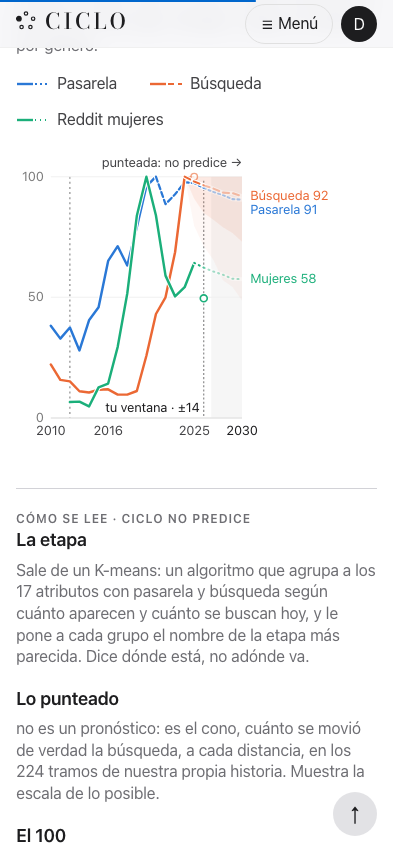 CICLO
≡ Menú
D
por género.
Pasarela
Búsqueda
Reddit mujeres
punteada: no predice →
100
Búsqueda 92
Pasarela 91
50
Mujeres 58
tu ventana · ±14
0
2010 2016 2025 2030
CÓMO SE LEE · CICLO NO PREDICE
La etapa
Sale de un K-means: un algoritmo que agrupa a los
17 atributos con pasarela y búsqueda según
cuánto aparecen y cuánto se buscan hoy, y le
pone a cada grupo el nombre de la etapa más
parecida. Dice dónde está, no adónde va.
Lo punteado
no es un pronóstico: es el cono, cuánto se movió
de verdad la búsqueda, a cada distancia, en los
224 tramos de nuestra propia historia. Muestra la
escala de lo posible.
↑
El 100